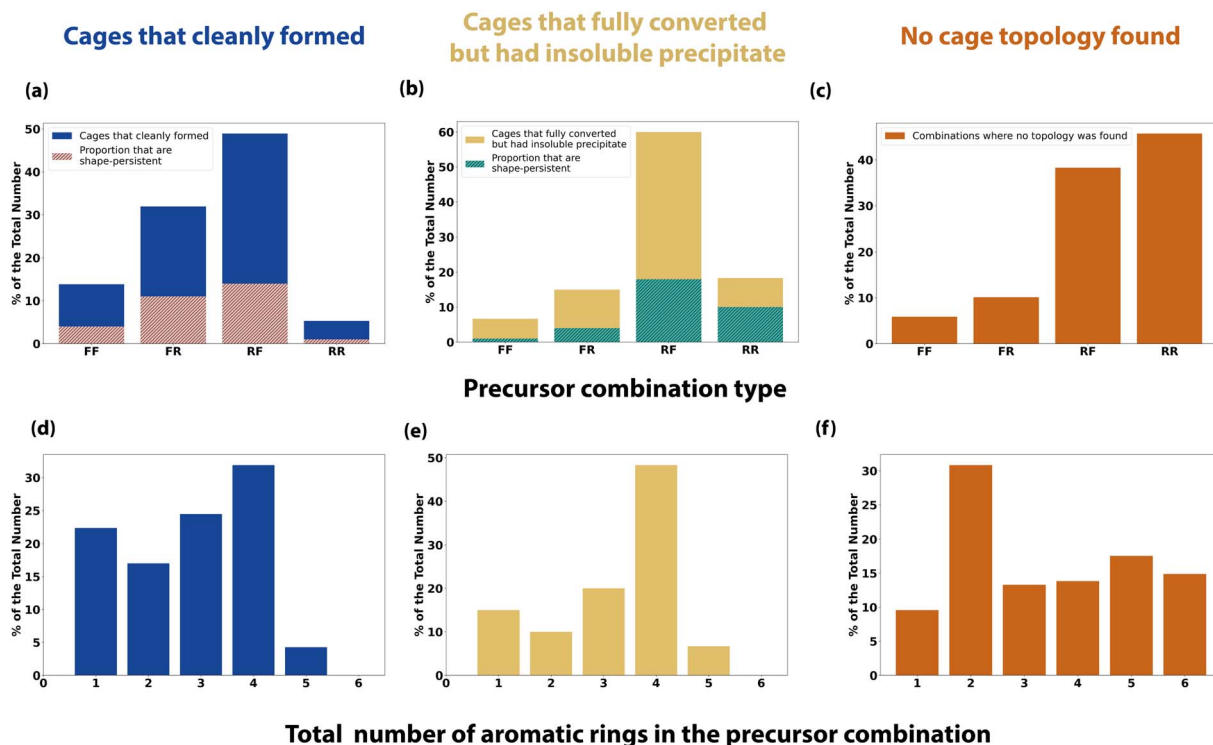 Cages that cleanly formed
Cages that fully converted
but had insoluble precipitate
No cage topology found
(a)
% of the Total Number
50
40
30
20
10
0
Cages that cleanly formed
Proportion that are
shape-persistent
FF FR RF RR
(b)
% of the Total Number
60
50
40
30
20
10
0
Cages that fully converted
but had insoluble precipitate
Proportion that are
shape-persistent
FF FR RF RR
(c)
% of the Total Number
40
30
20
10
0
Combinations where no topology was found
FF FR RF RR
Precursor combination type
(d)
% of the Total Number
30
25
20
15
10
5
0
0 1 2 3 4 5 6
(e)
% of the Total Number
50
40
30
20
10
0
0 1 2 3 4 5 6
(f)
% of the Total Number
30
25
20
15
10
5
0
1 2 3 4 5 6
Total number of aromatic rings in the precursor combination